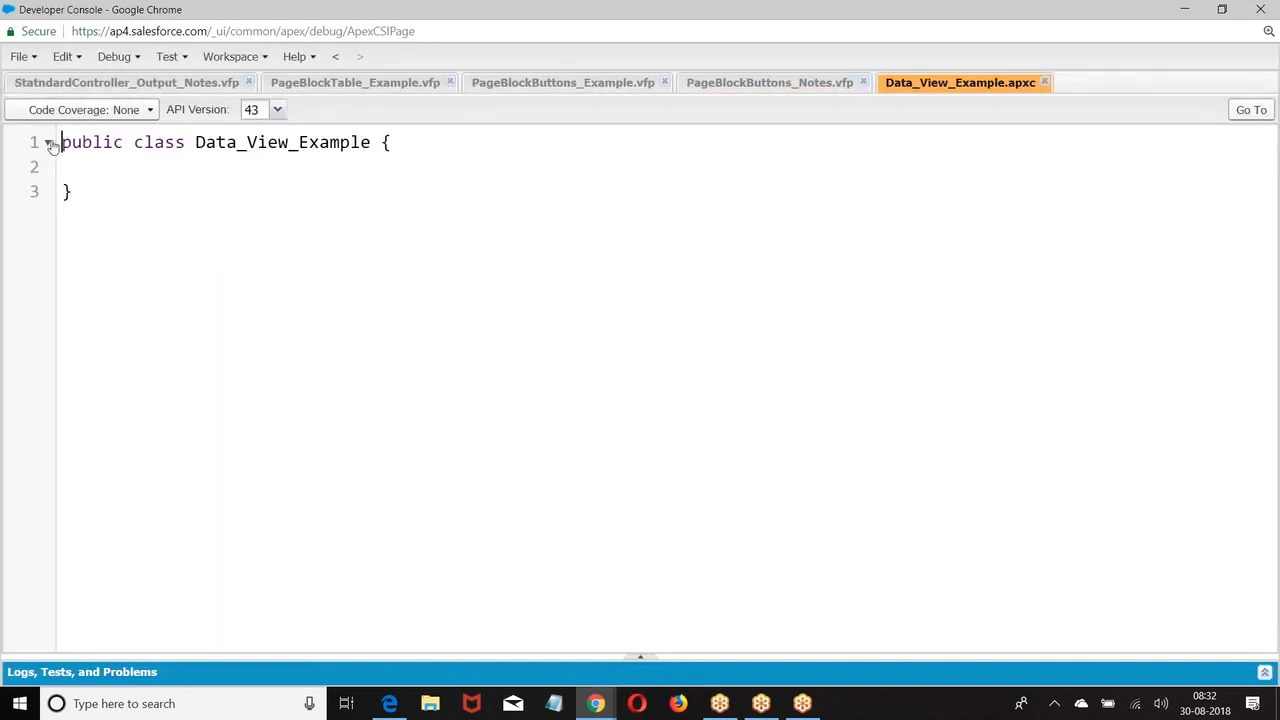 Developer Console - Google Chrome
Secure https://ap4.salesforce.com/_ui/common/apex/debug/ApexCSIPage
File Edit Debug Test Workspace Help < >
StatndardController_Output_Notes.vfp PageBlockTable_Example.vfp PageBlockButtons_Example.vfp PageBlockButtons_Notes.vfp Data_View_Example.apxc
Code Coverage: None API Version: 43 Go To
1 public class Data_View_Example {
2
3 }
Logs, Tests, and Problems
Type here to search
08:32
30-08-2018